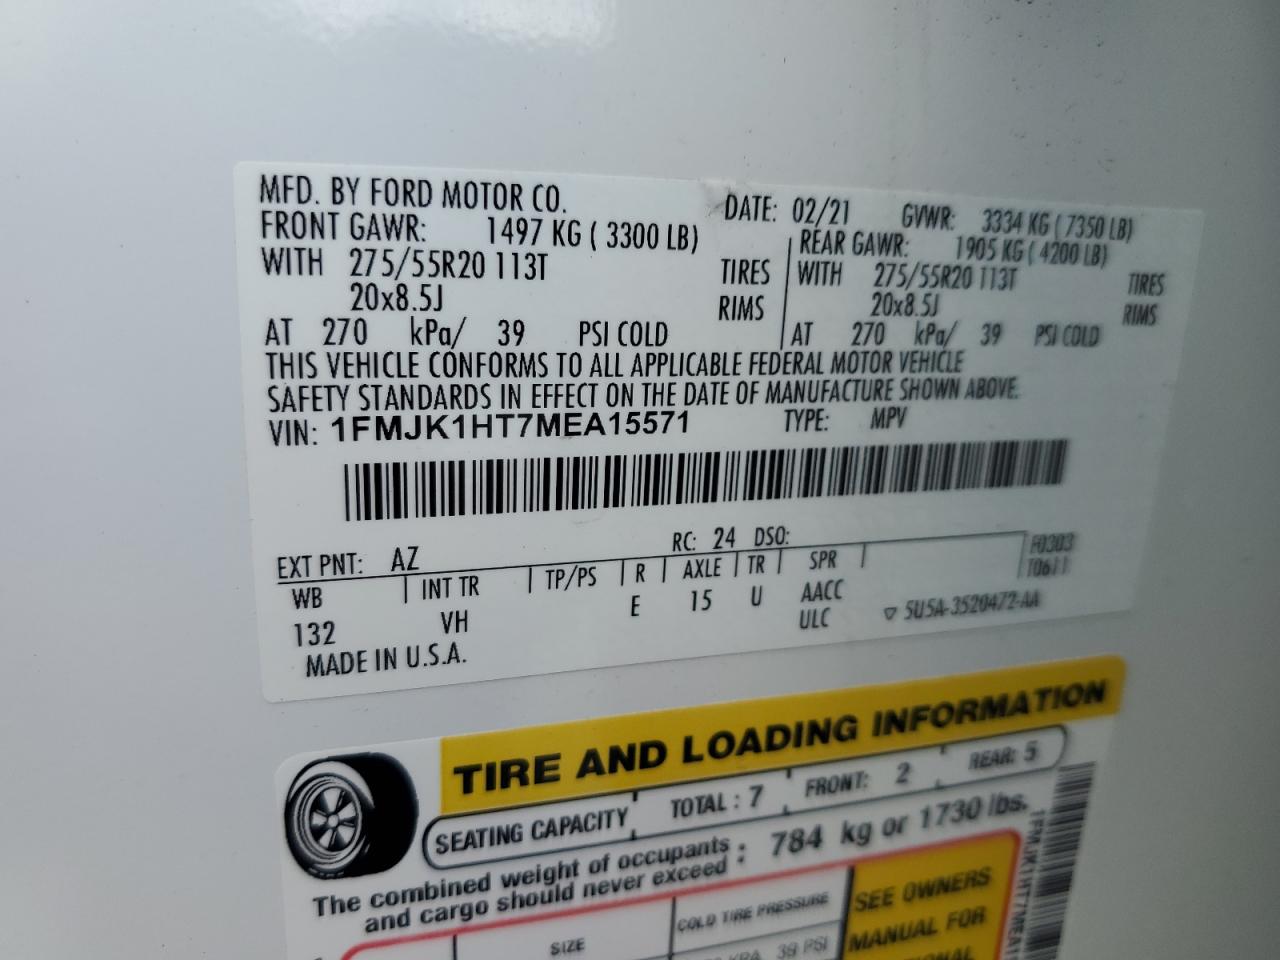 MFD. BY FORD MOTOR CO. DATE: 02/21 GVWR: 3334 KG ( 7350 LB)
FRONT GAWR: 1497 KG ( 3300 LB) REAR GAWR: 1905 KG ( 4200 LB)
WITH 275/55R20 113T TIRES WITH 275/55R20 113T TIRES
20x8.5J RIMS 20x8.5J RIMS
AT 270 kPa/ 39 PSI COLD AT 270 kPa/ 39 PSI COLD
THIS VEHICLE CONFORMS TO ALL APPLICABLE FEDERAL MOTOR VEHICLE
SAFETY STANDARDS IN EFFECT ON THE DATE OF MANUFACTURE SHOWN ABOVE.
VIN: 1FMJK1HT7MEA15571 TYPE: MPV
EXT PNT: AZ RC: 24 DSO: F0303
WB INT TR TP/PS R AXLE TR SPR T0611
132 VH E 15 U AACC
ULC ▽ 5U5A-3520472-AA
MADE IN U.S.A.
TIRE AND LOADING INFORMATION
SEATING CAPACITY TOTAL : 7 FRONT: 2 REAR: 5
The combined weight of occupants
and cargo should never exceed : 784 kg or 1730 lbs.
SIZE COLD TIRE PRESSURE SEE OWNERS
KPA, 39 PSI MANUAL FOR